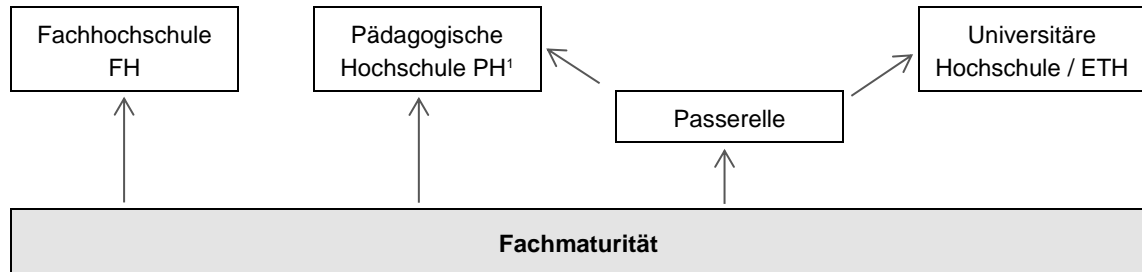 Fachhochschule
FH
Pädagogische
Hochschule PH¹
Universitäre
Hochschule / ETH
Passerelle
Fachmaturität